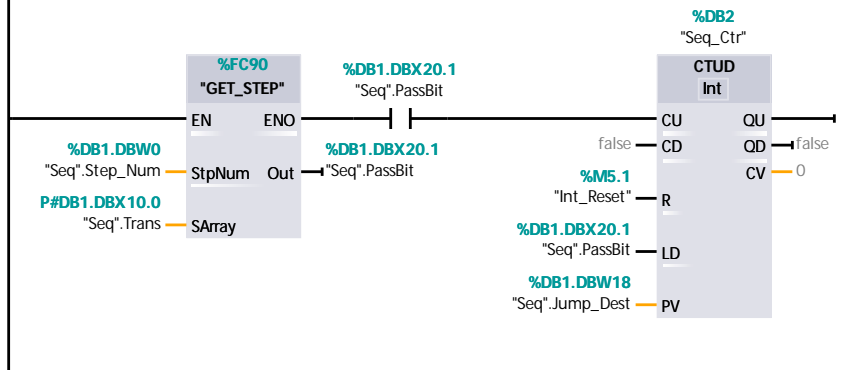 %DB2
"Seq_Ctr"
%FC90
"GET_STEP"
%DB1.DBX20.1
"Seq".PassBit
CTUD
Int
EN
ENO
CU
QU
%DB1.DBW0
"Seq".Step_Num
StpNum
Out
%DB1.DBX20.1
"Seq".PassBit
false
CD
QD
false
CV
0
%M5.1
"Int_Reset"
R
P#DB1.DBX10.0
"Seq".Trans
SArray
%DB1.DBX20.1
"Seq".PassBit
LD
%DB1.DBW18
"Seq".Jump_Dest
PV